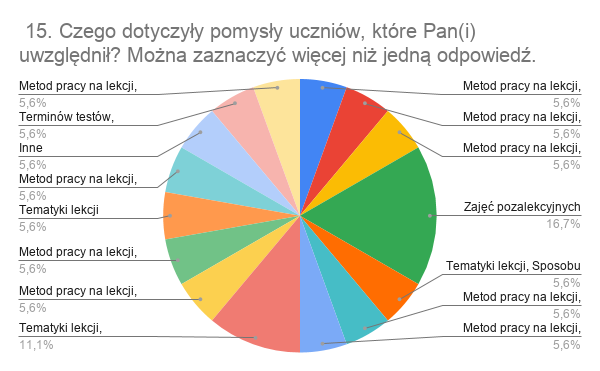 15. Czego dotyczyły pomysły uczniów, które Pan(i)
uwzględnił? Można zaznaczyć więcej niż jedną odpowiedź.
Metod pracy na lekcji,
5,6%
Terminów testów,
5,6%
Inne
5,6%
Metod pracy na lekcji,
5,6%
Tematyki lekcji
5,6%
Metod pracy na lekcji,
5,6%
Metod pracy na lekcji,
5,6%
Tematyki lekcji,
11,1%
Metod pracy na lekcji,
5,6%
Metod pracy na lekcji,
5,6%
Metod pracy na lekcji,
5,6%
Zajęć pozalekcyjnych
16,7%
Tematyki lekcji, Sposobu
5,6%
Metod pracy na lekcji,
5,6%
Metod pracy na lekcji,
5,6%